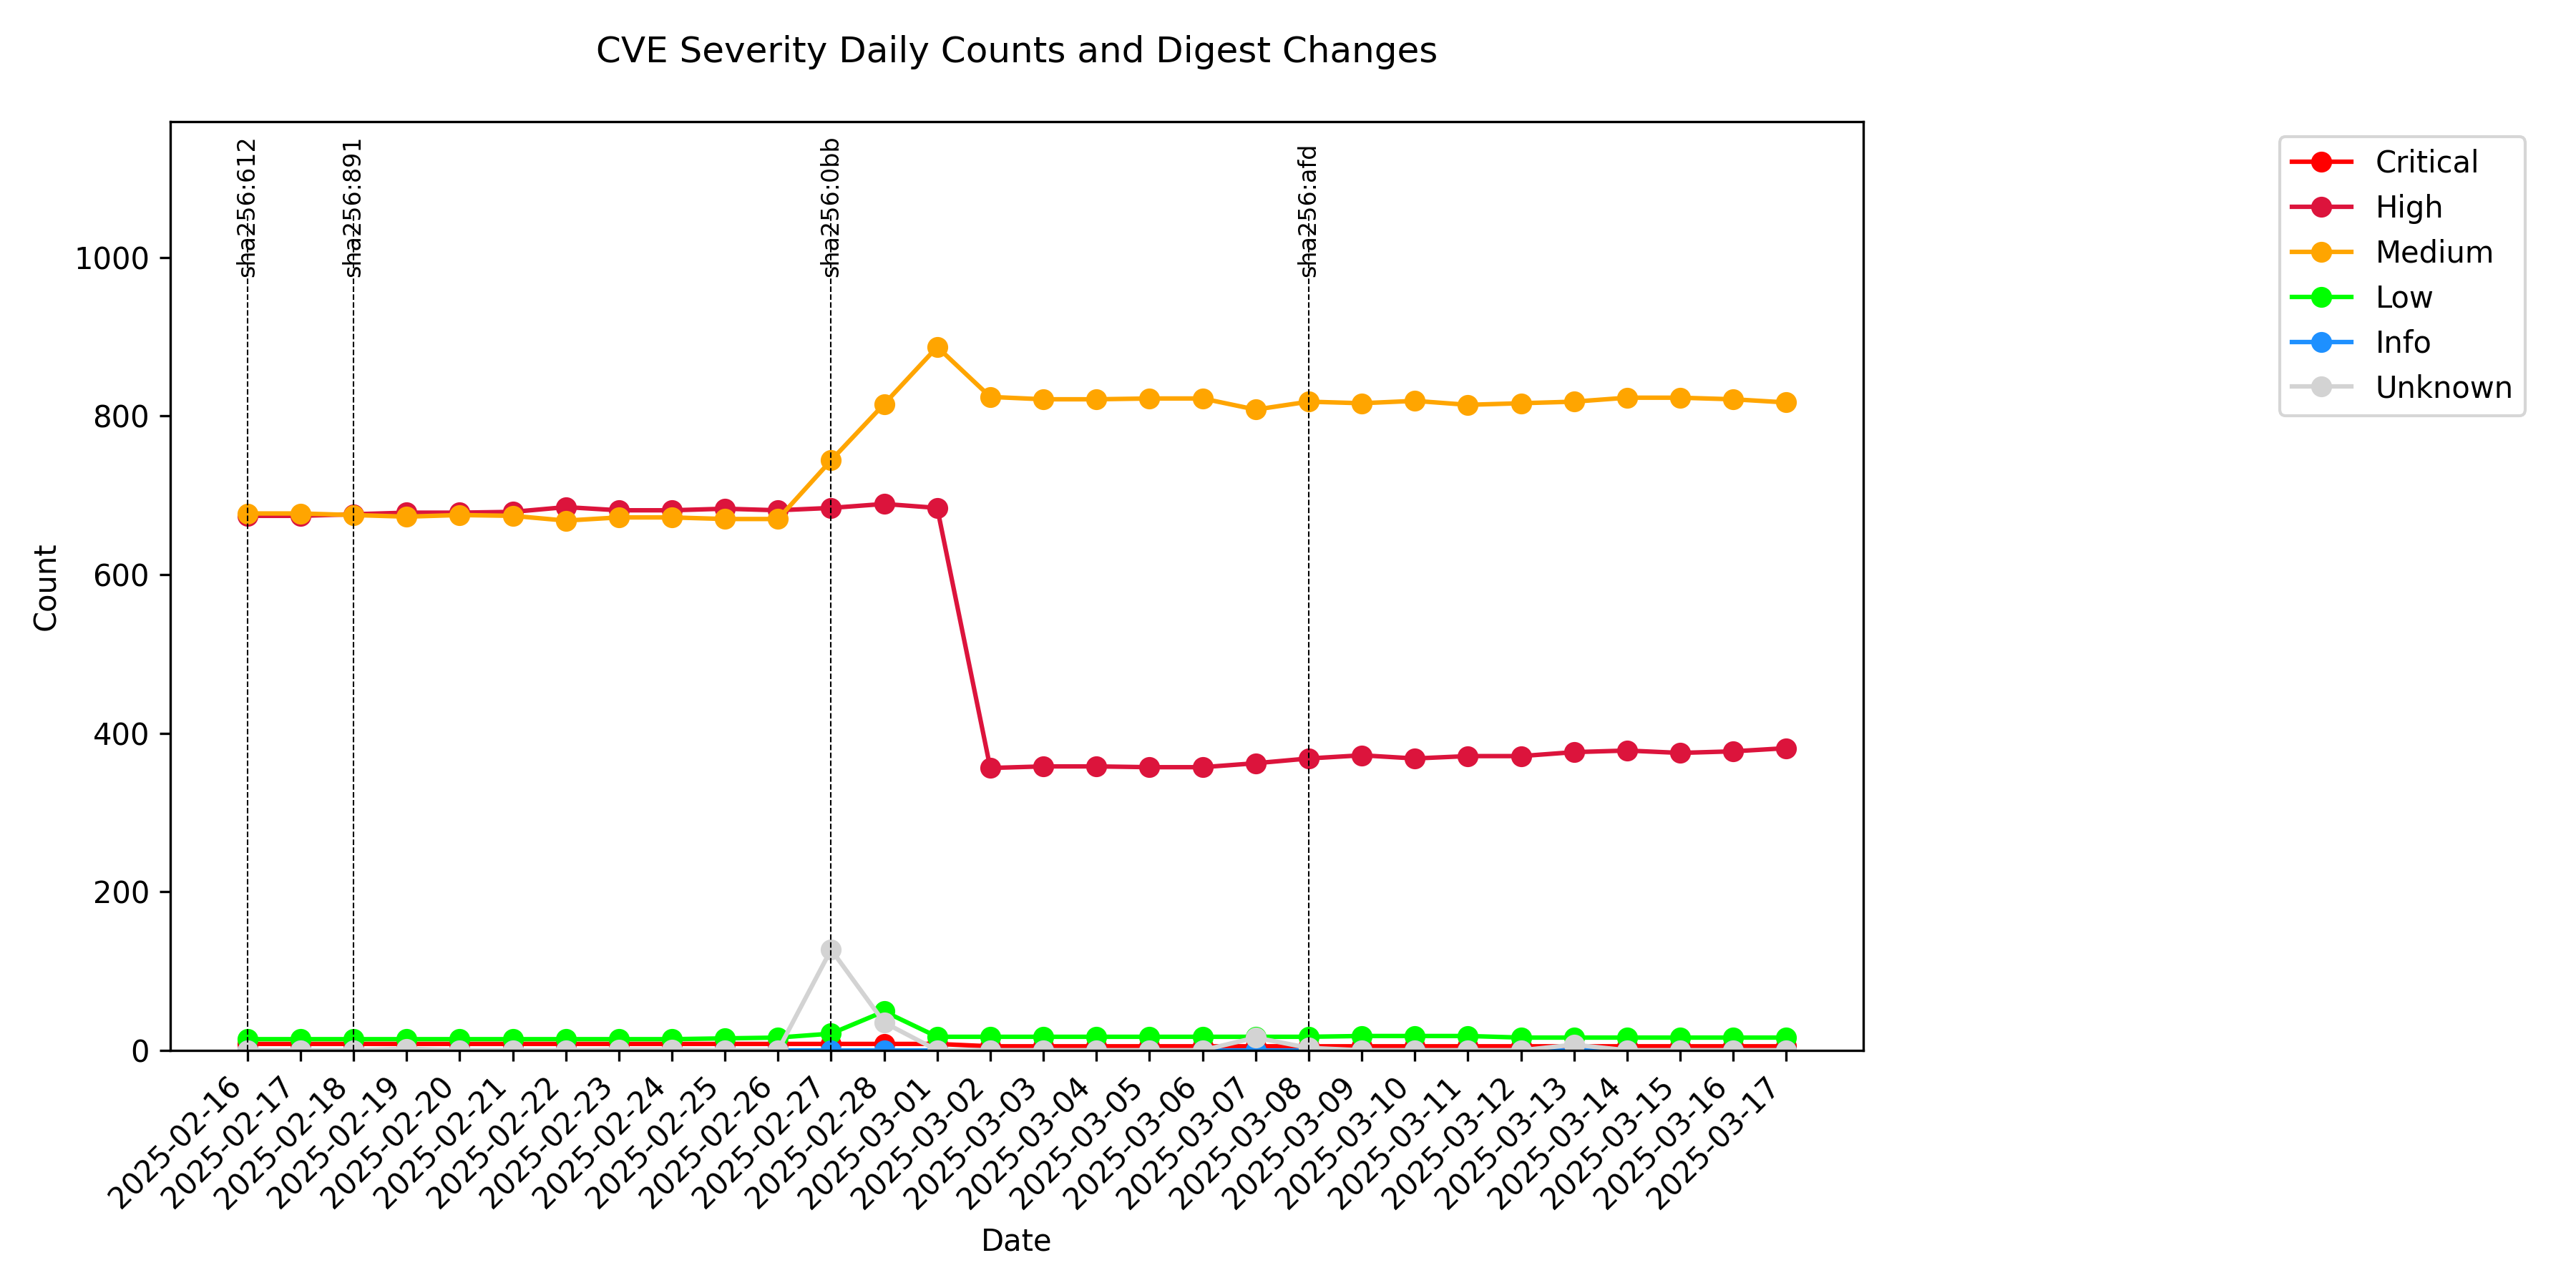 CVE Severity Daily Counts and Digest Changes
sha256:612
sha256:891
sha256:0bb
sha256:afd
Critical
High
Medium
Low
Info
Unknown
1000
800
600
400
200
0
Count
2025-02-16
2025-02-17
2025-02-18
2025-02-19
2025-02-20
2025-02-21
2025-02-22
2025-02-23
2025-02-24
2025-02-25
2025-02-26
2025-02-27
2025-02-28
2025-03-01
2025-03-02
2025-03-03
2025-03-04
2025-03-05
2025-03-06
2025-03-07
2025-03-08
2025-03-09
2025-03-10
2025-03-11
2025-03-12
2025-03-13
2025-03-14
2025-03-15
2025-03-16
2025-03-17
Date